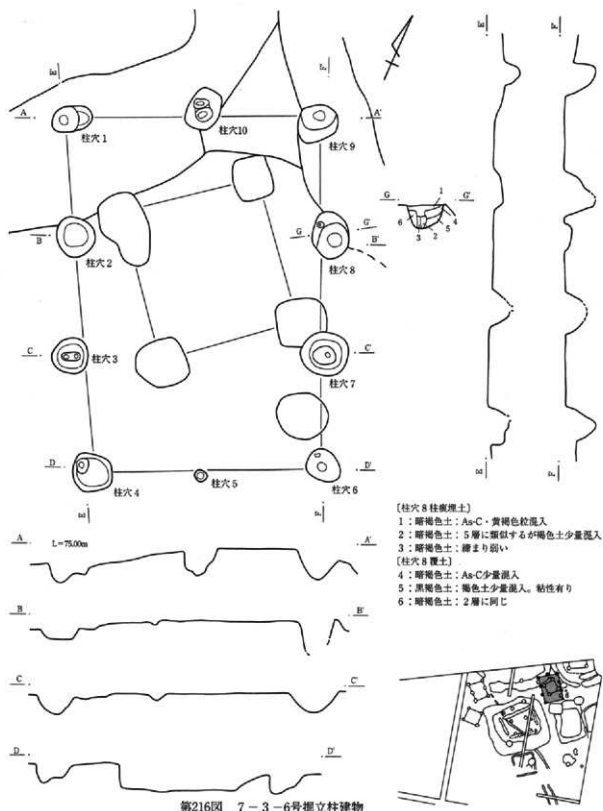 E
F
A
A'
柱穴1
柱穴10
柱穴9
G
G'
1
6
4
5
3
2
B
柱穴2
G
G'
B'
柱穴8
C
柱穴3
柱穴7
C'
D
柱穴4
柱穴5
柱穴6
D'
E'
F'
E
F
E'
F'
A
L=75.00m
A'
B
B'
C
C'
D
D'
〔柱穴8柱痕埋土〕
1：暗褐色土：As-C・黄褐色粒混入
2：暗褐色土：5層に類似するが褐色土少量混入
3：暗褐色土：締まり弱い
〔柱穴8覆土〕
4：暗褐色土：As-C少量混入
5：黒褐色土：褐色土少量混入。粘性有り
6：暗褐色土：2層に同じ
第216図 7－3－6号掘立柱建物